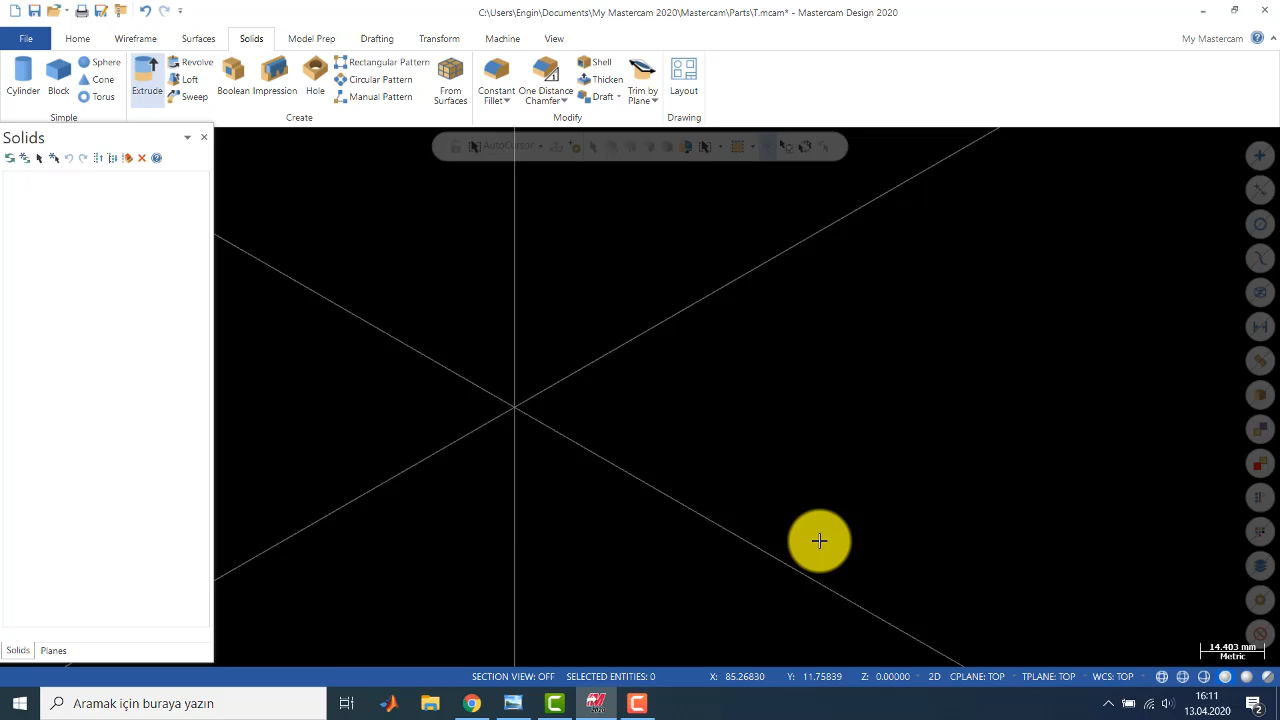 C:\Users\Engin\Documents\My Mastercam 2020\Mastercam\Parts\T.mcam* - Mastercam Design 2020
File Home Wireframe Surfaces Solids Model Prep Drafting Transform Machine View My Mastercam
Cylinder Block Sphere Cone Torus
Simple
Extrude Revolve Loft Sweep Boolean Impression Hole Rectangular Pattern Circular Pattern Manual Pattern From Surfaces
Create
Constant Fillet One Distance Chamfer Shell Thicken Draft Trim by Plane
Modify
Layout
Drawing
Solids
AutoCursor
Solids Planes
14.403 mm
Metric
SECTION VIEW: OFF SELECTED ENTITIES: 0 X: 85.26830 Y: 11.75839 Z: 0.00000 2D CPLANE: TOP TPLANE: TOP WCS: TOP
Aramak için buraya yazın
2020
16:11
13.04.2020
2